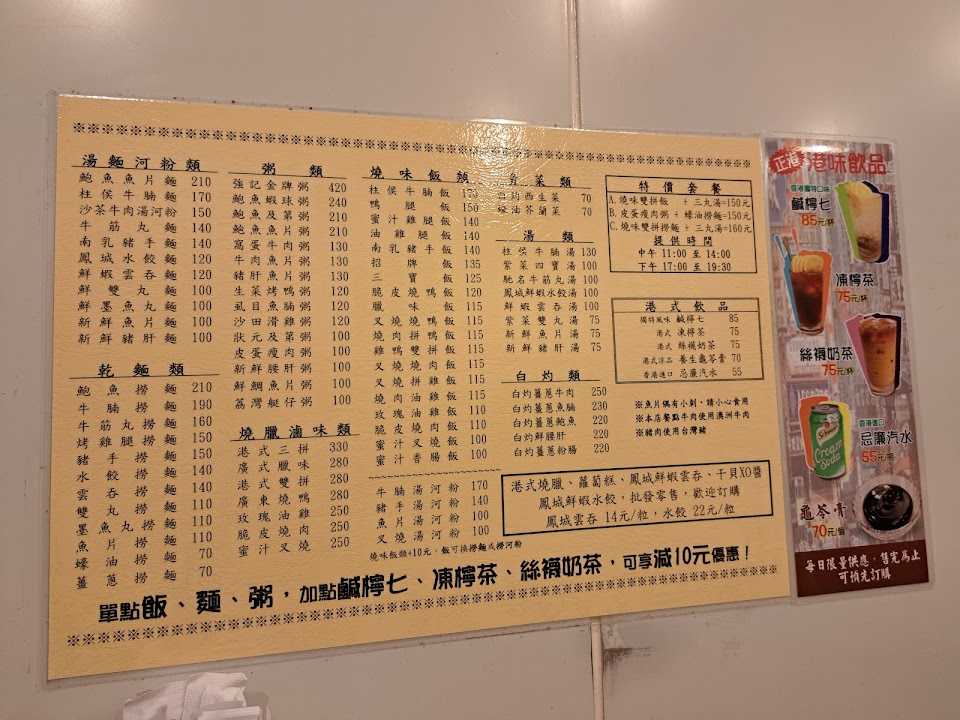 ※※※※※※※※※※※※※※※※※※※※※※※※※※※※※※※※※※※※※※※※※※※※※※※※
湯麵河粉類
鮑魚魚片麵 210
柱侯牛腩麵 170
沙茶牛肉湯河粉 150
牛筋丸麵 140
南乳豬手麵 140
鳳城水餃麵 120
鮮蝦雲吞麵 120
鮮雙丸麵 100
鮮墨魚丸麵 100
新鮮魚片麵 100
新鮮豬肝麵 100
乾麵類
鮑魚撈麵 210
牛腩撈麵 190
牛筋丸撈麵 160
烤雞腿撈麵 150
豬手撈麵 150
水餃撈麵 140
雲吞撈麵 140
雙丸撈麵 110
墨魚丸撈麵 110
魚片撈麵 110
蠔油撈麵 70
薑蔥撈麵 70
粥類
強記金牌粥 420
鮑魚蝦球粥 240
鮑魚及第粥 210
鮑魚魚片粥 210
窩蛋牛肉粥 130
牛肉魚片粥 130
豬肝魚片粥 130
生菜烤鴨粥 120
虱目魚腩粥 120
沙田滑雞粥 120
狀元及第粥 100
皮蛋瘦肉粥 100
新鮮腰肝粥 100
新鮮魚片粥 100
荔灣艇仔粥 100
燒臘滷味類
港式三拼 330
廣式臘味 280
港式雙拼 280
廣東燒鴨 280
玫瑰油雞 250
脆皮燒肉 250
蜜汁叉燒 250
燒味飯類
柱侯牛腩飯 175
鴨腿飯 150
蜜汁雞腿飯 140
油雞腿飯 140
南乳豬手飯 140
招牌飯 135
三寶飯 125
脆皮燒鴨飯 120
臘味飯 115
叉燒燒鴨飯 115
燒肉拼鴨飯 115
雞鴨雙拼飯 115
叉燒燒肉飯 115
叉燒拼雞飯 115
燒肉油雞飯 115
玫瑰油雞飯 110
脆皮燒肉飯 110
蜜汁叉燒飯 100
蜜汁香腸飯 100
牛腩湯河粉 170
豬手湯河粉 140
魚片湯河粉 100
叉燒湯河粉 100
燒味飯類+10元，飯可換撈麵或撈河粉
菜類
白灼西生菜 70
蠔油芥蘭菜 70
湯類
柱侯牛腩湯 130
紫菜四寶湯 100
馳名牛筋丸湯 100
鳳城鮮蝦水餃湯 100
鮮蝦雲吞湯 100
紫菜雙丸湯 75
新鮮魚片湯 75
新鮮豬肝湯 75
白灼類
白灼薑蔥牛肉 250
白灼薑蔥魚腩 230
白灼薑蔥鮑魚 220
白灼鮮腰肝 220
白灼薑蔥粉腸 220
特價套餐
A.燒味雙拼飯 +三丸湯=150元
B.皮蛋瘦肉粥 +蠔油撈麵=150元
C.燒味雙拼撈麵+三丸湯=160元
提供時間
中午 11:00 至 14:00
下午 17:00 至 19:30
港式飲品
獨特風味 鹹檸七 85
港式 凍檸茶 75
港式 絲襪奶茶 75
港式涼品 養生龜苓膏 70
香港進口 忌廉汽水 55
※魚片偶有小刺，請小心食用
※本店餐點牛肉使用澳洲牛肉
※豬肉使用台灣豬
港式燒臘、蘿蔔糕、鳳城鮮蝦雲吞、干貝XO醬
鳳城鮮蝦水餃，批發零售，歡迎訂購
鳳城雲吞 14元/粒，水餃 22元/粒
單點飯、麵、粥，加點鹹檸七、凍檸茶、絲襪奶茶，可享減10元優惠！
※※※※※※※※※※※※※※※※※※※※※※※※※※※※※※※※※※※※※※※※※※※※※※※※
正港 港味飲品
香港獨特口味
鹹檸七
85元/杯
凍檸茶
75元/杯
絲襪奶茶
75元/杯
Cream
Soda
香港進口
忌廉汽水
55元/瓶
龜苓膏
70元/個
每日限量供應，售完為止
可預先訂購